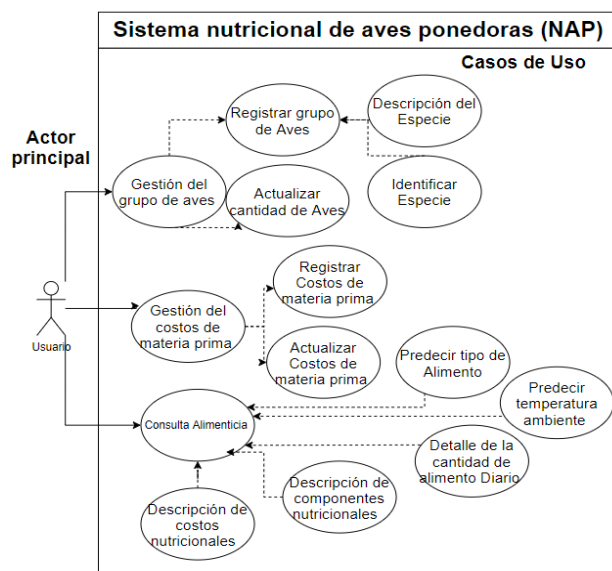 Sistema nutricional de aves ponedoras (NAP)
Casos de Uso
Actor
principal
Usuario
Registrar grupo
de Aves
Descripción del
Especie
Gestión del
grupo de aves
Actualizar
cantidad de Aves
Identificar
Especie
Registrar
Costos de
materia prima
Gestión del
costos de
materia prima
Actualizar
Costos de
materia prima
Predecir tipo de
Alimento
Predecir
temperatura
ambiente
Consulta Alimenticia
Detalle de la
cantidad de
alimento Diario
Descripción de
componentes
nutricionales
Descripción de
costos
nutricionales